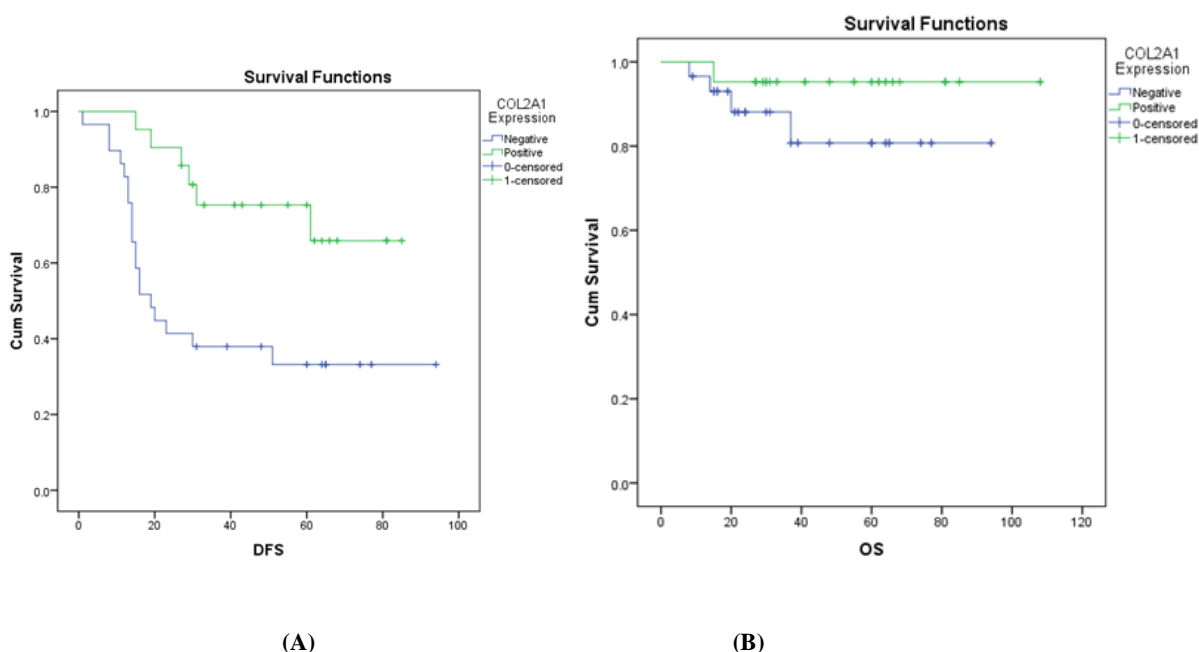 Survival Functions
COL2A1
Expression
Negative
Positive
0-censored
1-censored
1.0
0.8
0.6
0.4
0.2
0.0
Cum Survival
0 20 40 60 80 100
DFS
(A)
Survival Functions
COL2A1
Expression
Negative
Positive
0-censored
1-censored
1.0
0.8
0.6
0.4
0.2
0.0
Cum Survival
0 20 40 60 80 100 120
OS
(B)